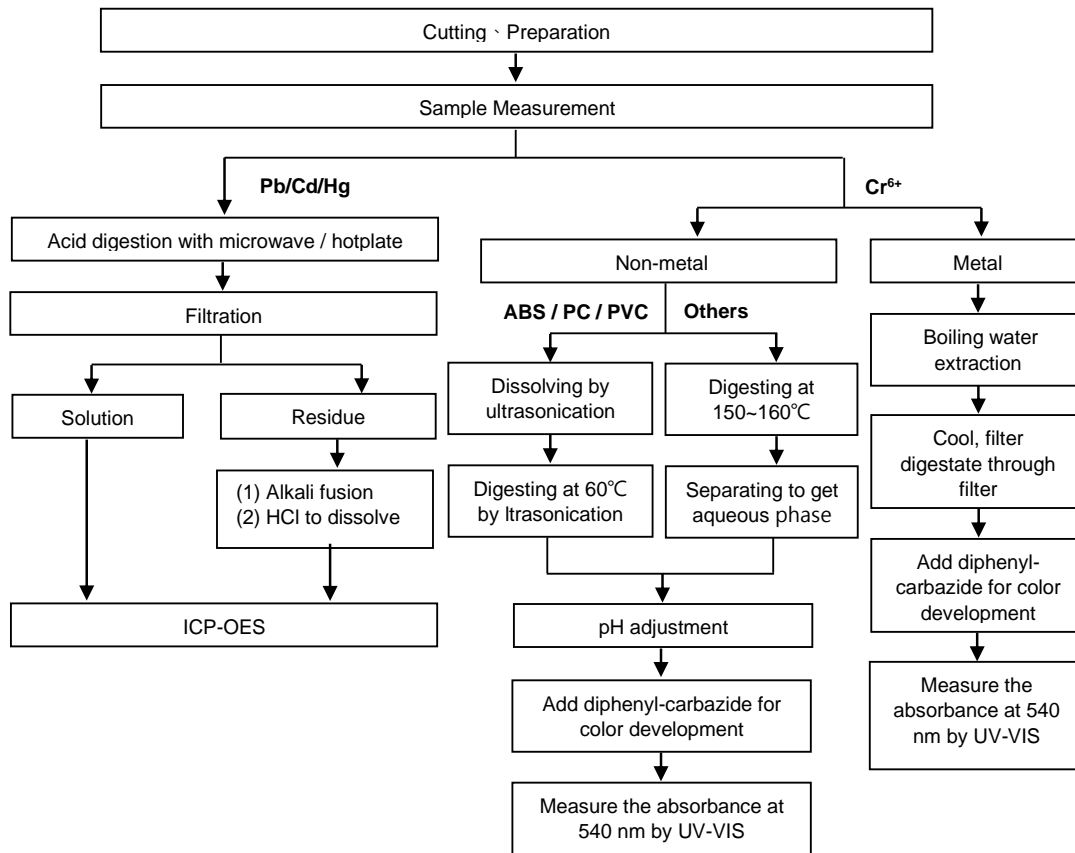 Cutting、Preparation
Sample Measurement
Pb/Cd/Hg
Cr⁶⁺
Acid digestion with microwave / hotplate
Non-metal
Metal
Filtration
ABS / PC / PVC
Others
Boiling water
extraction
Dissolving by
ultrasonication
Digesting at
150~160℃
Solution
Residue
Cool, filter
digestate through
filter
(1) Alkali fusion
(2) HCl to dissolve
Digesting at 60℃
by ltrasonication
Separating to get
aqueous phase
Add diphenyl-
carbazide for color
development
ICP-OES
pH adjustment
Measure the
absorbance at 540
nm by UV-VIS
Add diphenyl-carbazide for
color development
Measure the absorbance at
540 nm by UV-VIS